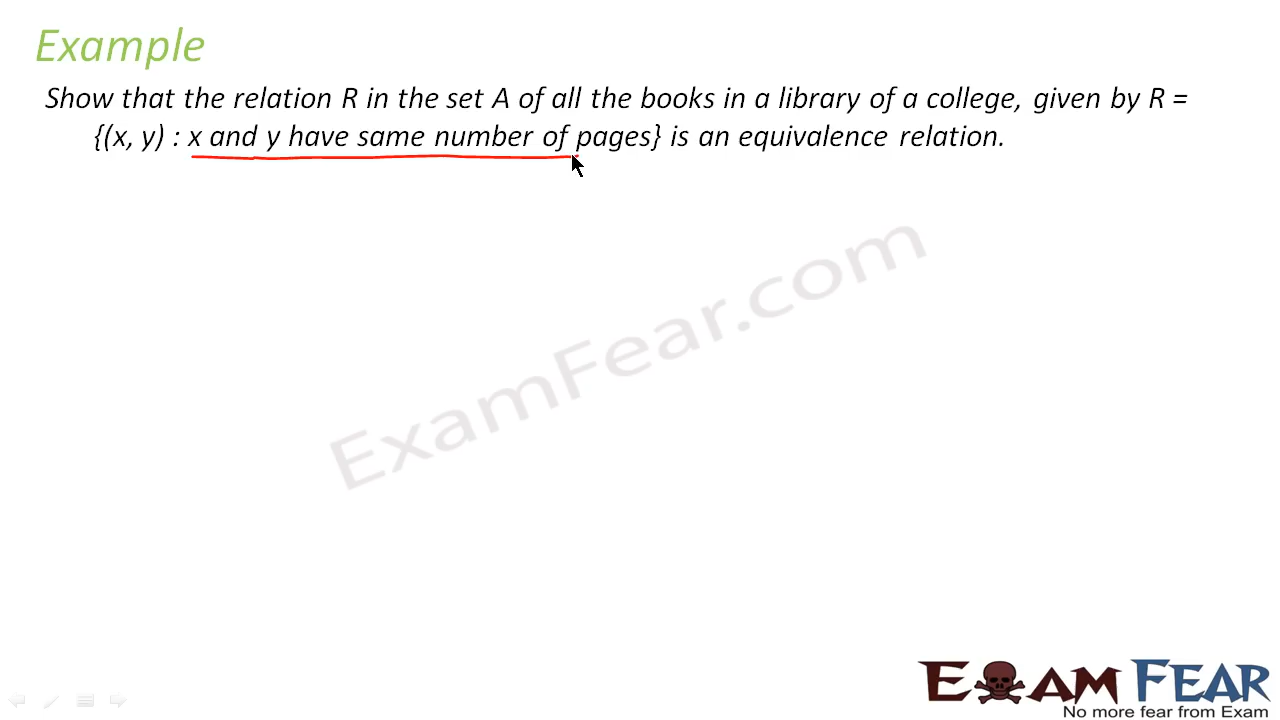 Example
Show that the relation R in the set A of all the books in a library of a college, given by R =
{(x, y) : x and y have same number of pages} is an equivalence relation.
ExamFear.com
EXAM FEAR
No more fear from Exam